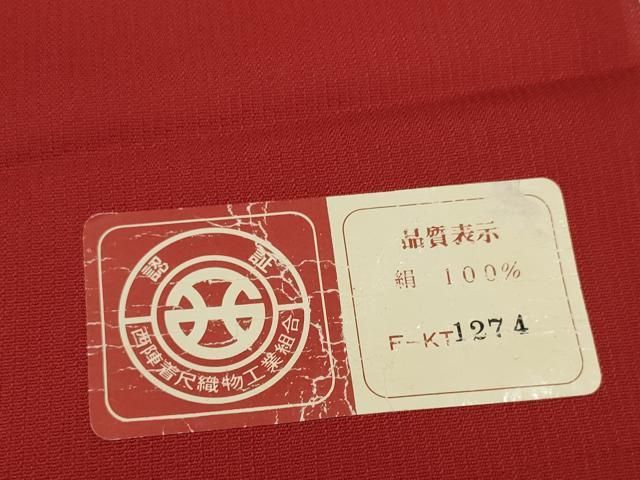 認 証
西陣着尺織物工業組合
品質表示
絹 100%
F-KT1274